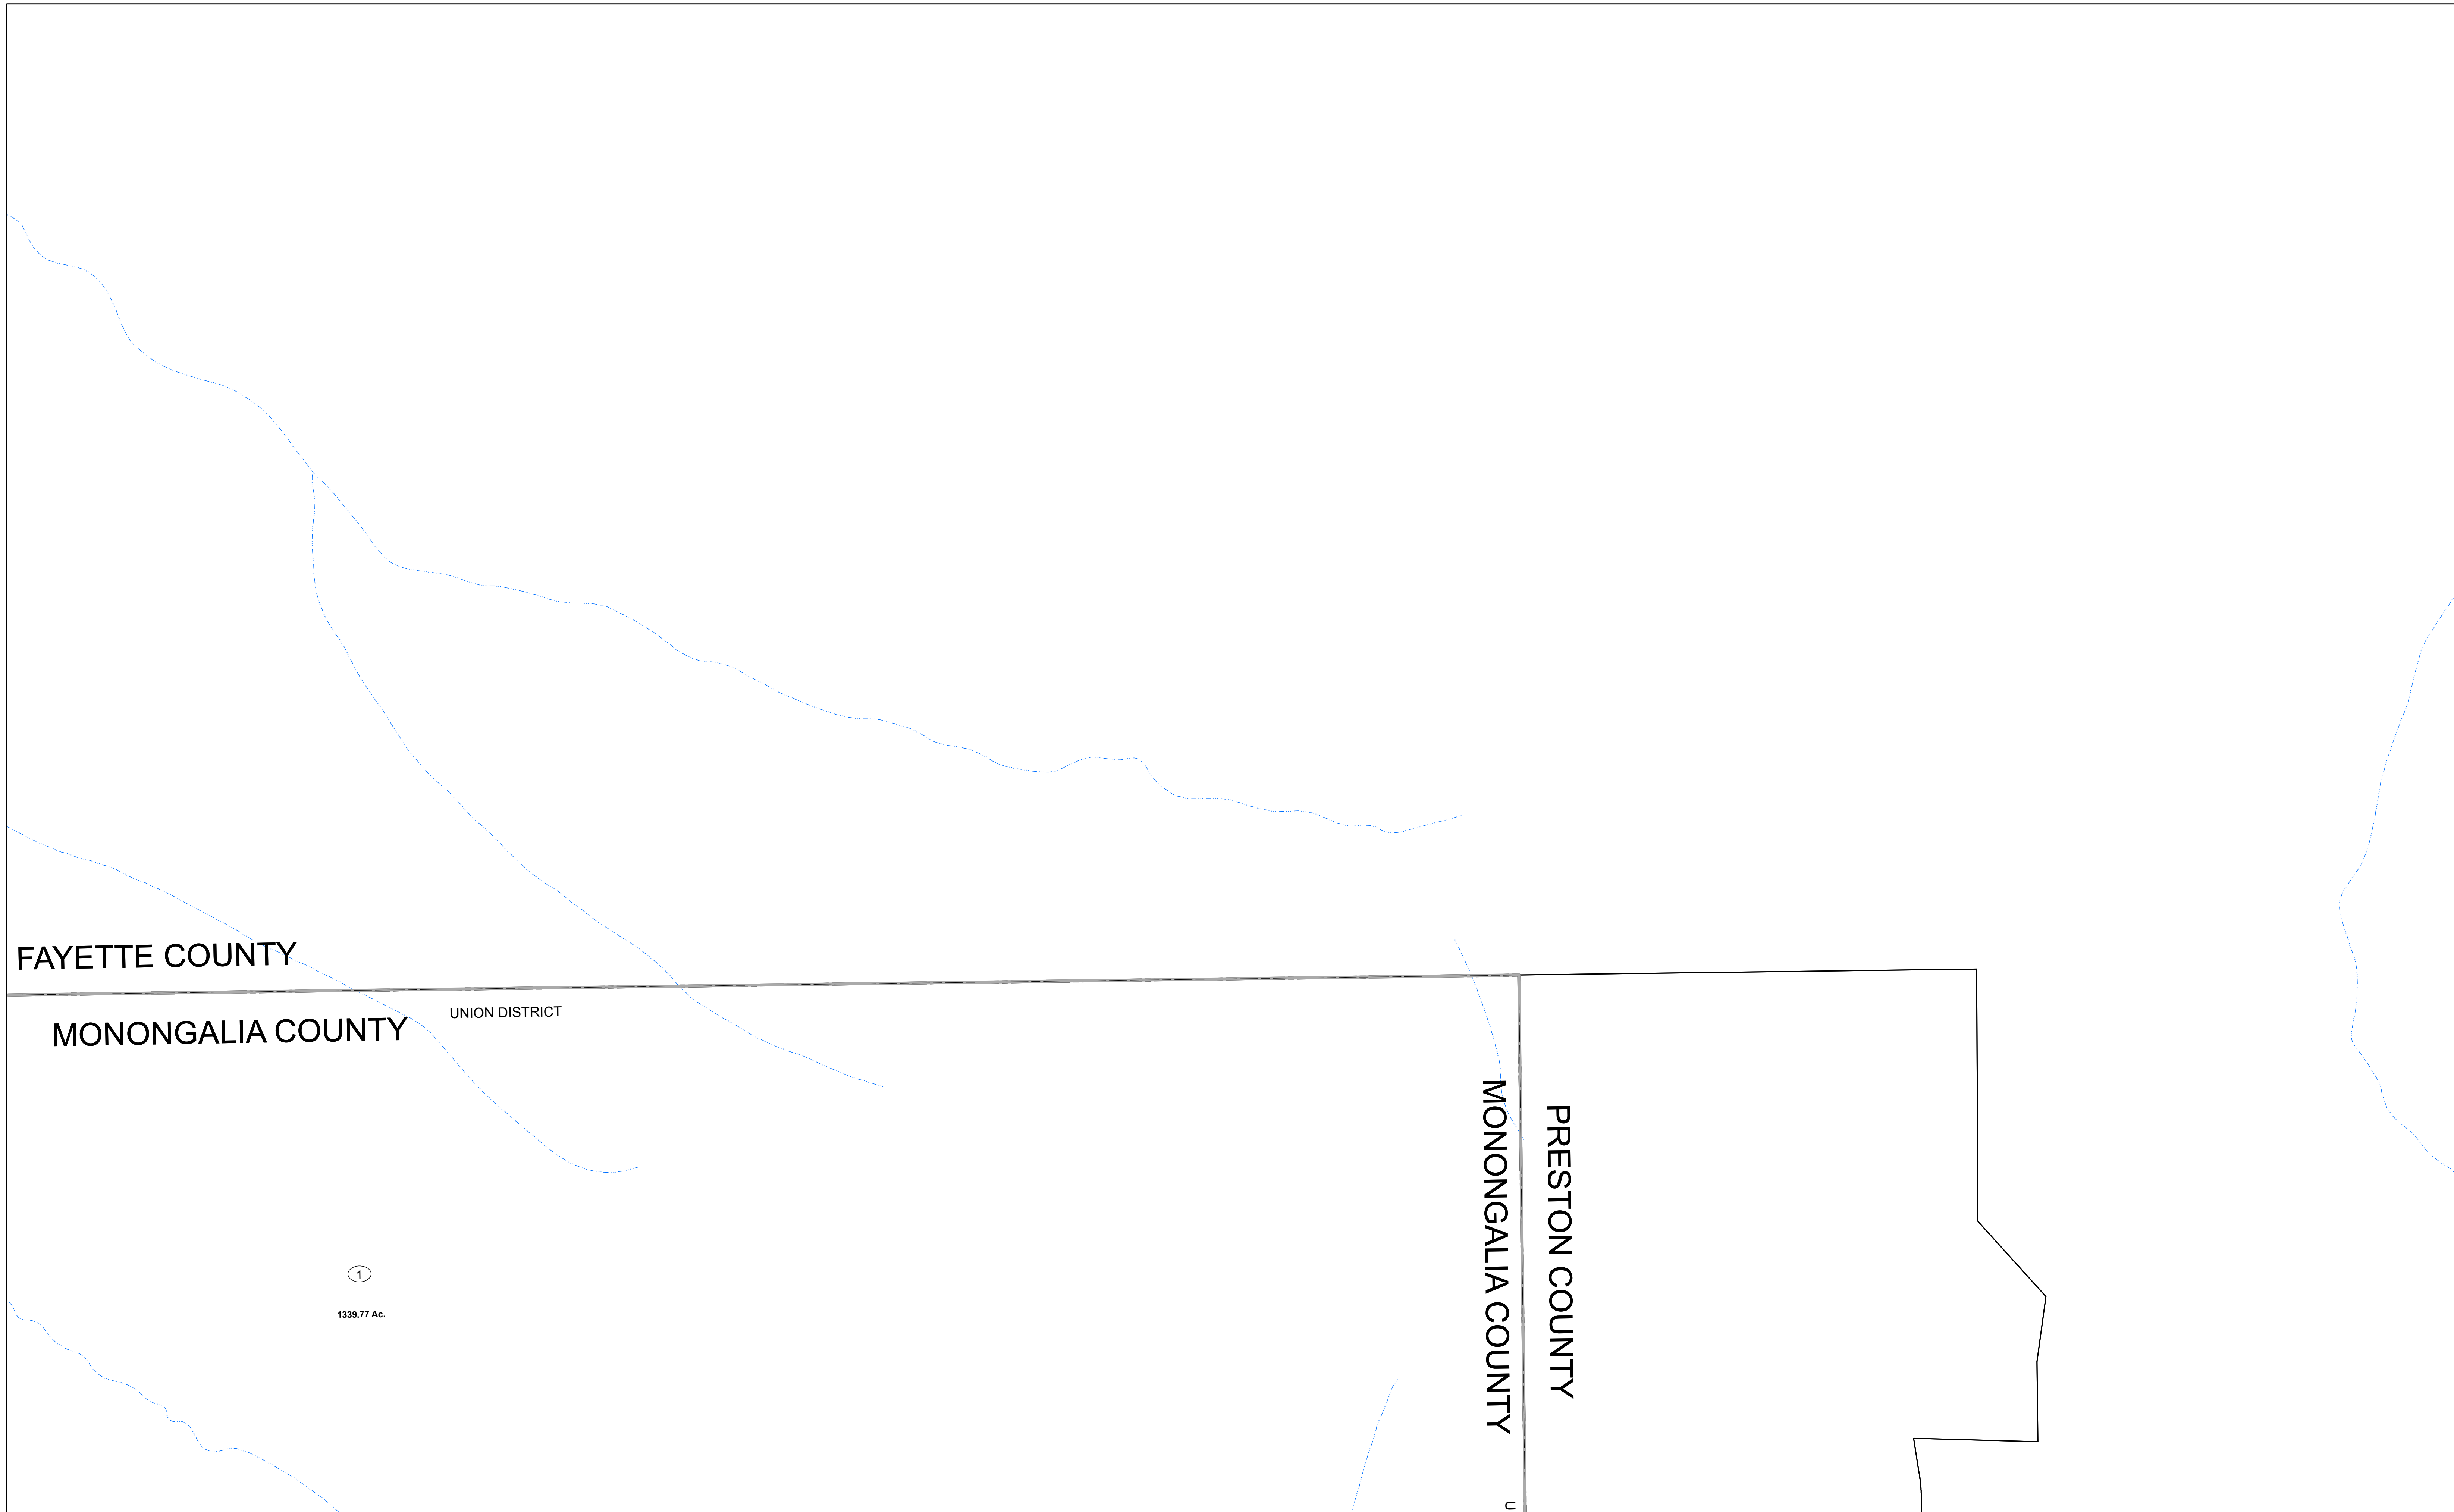 FAYETTE COUNTY
UNION DISTRICT
MONONGALIA COUNTY
MONONGALIA COUNTY
PRESTON COUNTY
1
1339.77 Ac.